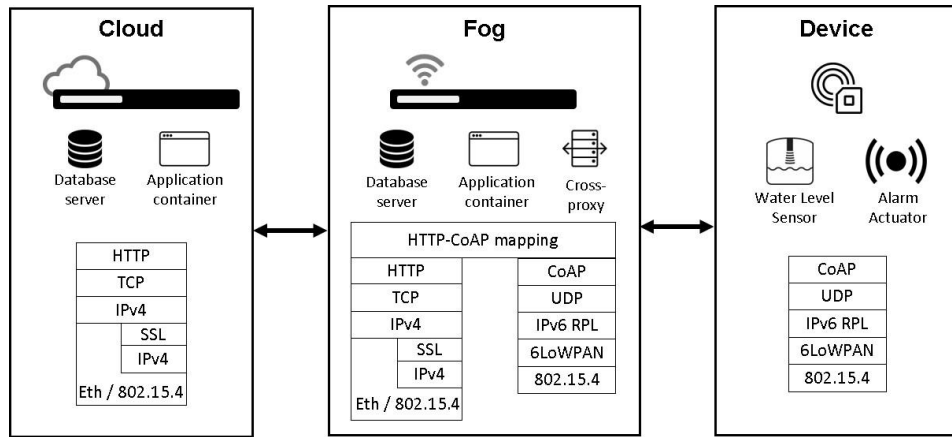 Cloud
Database
server
Application
container
HTTP
TCP
IPv4
SSL
IPv4
Eth / 802.15.4
Fog
Database
server
Application
container
Cross-
proxy
HTTP-CoAP mapping
HTTP
TCP
IPv4
SSL
IPv4
Eth / 802.15.4
CoAP
UDP
IPv6 RPL
6LoWPAN
802.15.4
Device
Water Level
Sensor
Alarm
Actuator
CoAP
UDP
IPv6 RPL
6LoWPAN
802.15.4